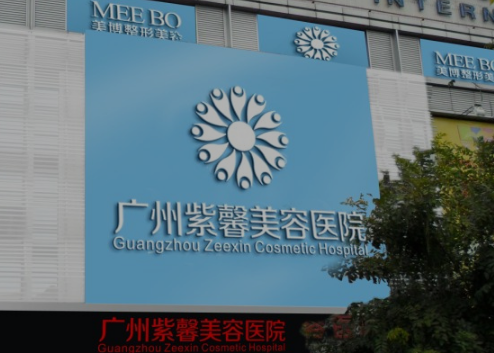 INTERN
MEE BO
美博整形美容
MEE BO
美博整形美
广州紫馨美容医院
Guangzhou Zeexin Cosmetic Hospital
广州紫馨美容医院
Guangzhou Zeexin Cosmetic Hospital